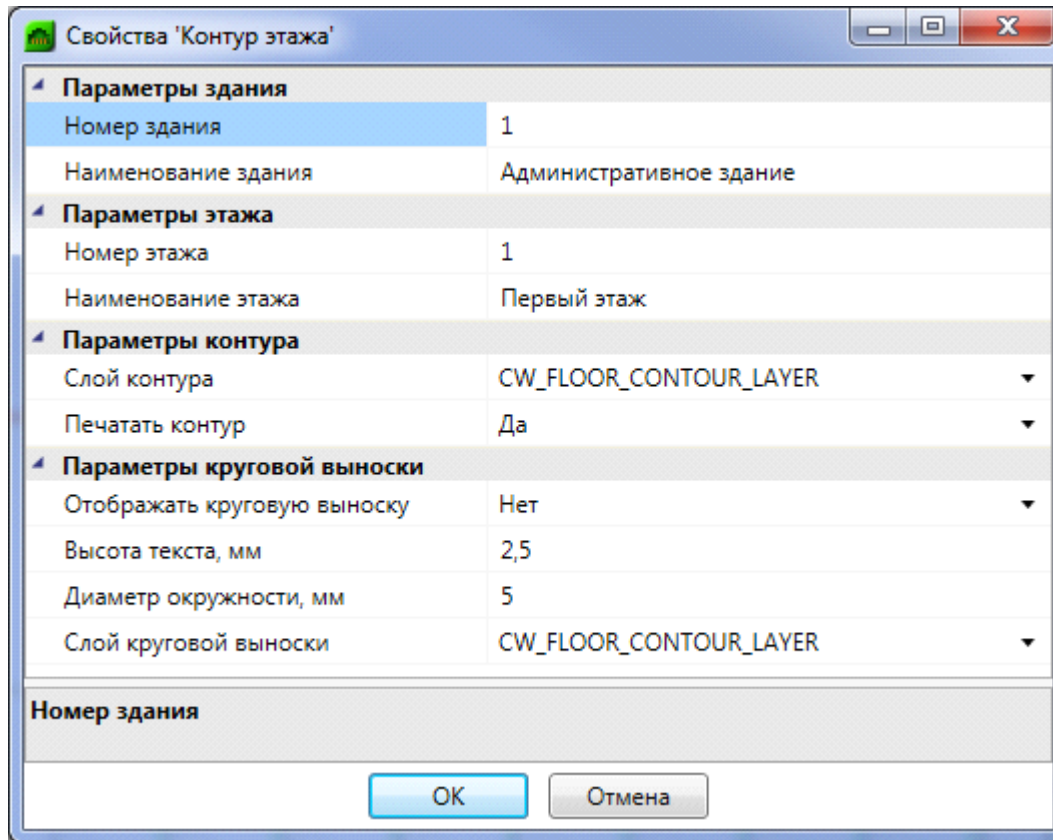 Свойства 'Контур этажа'
Параметры здания
Номер здания 1
Наименование здания Административное здание
Параметры этажа
Номер этажа 1
Наименование этажа Первый этаж
Параметры контура
Слой контура CW_FLOOR_CONTOUR_LAYER
Печатать контур Да
Параметры круговой выноски
Отображать круговую выноску Нет
Высота текста, мм 2,5
Диаметр окружности, мм 5
Слой круговой выноски CW_FLOOR_CONTOUR_LAYER
Номер здания
ОК Отмена